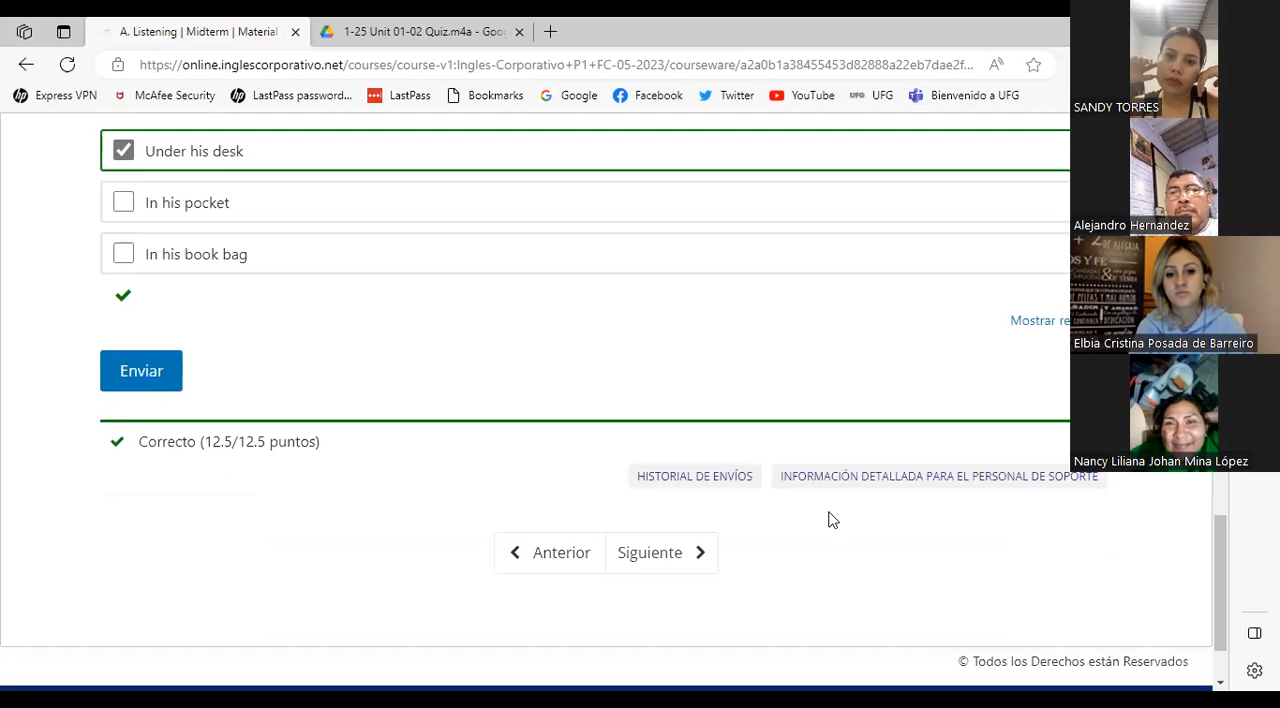 A. Listening | Midterm | Material
1-25 Unit 01-02 Quiz.m4a - Goo
https://online.inglescorporativo.net/courses/course-v1:Ingles-Corporativo+P1+FC-05-2023/courseware/a2a0b1a38455453d82888a22eb7dae2f...
Express VPN
McAfee Security
LastPass password...
LastPass
Bookmarks
Google
Facebook
Twitter
YouTube
UFG
Bienvenido a UFG
Under his desk
In his pocket
In his book bag
Mostrar re
Enviar
Correcto (12.5/12.5 puntos)
HISTORIAL DE ENVÍOS
INFORMACIÓN DETALLADA PARA EL PERSONAL DE SOPORTE
Anterior
Siguiente
© Todos los Derechos están Reservados
SANDY TORRES
Alejandro Hernandez
Elbia Cristina Posada de Barreiro
Nancy Liliana Johan Mina López